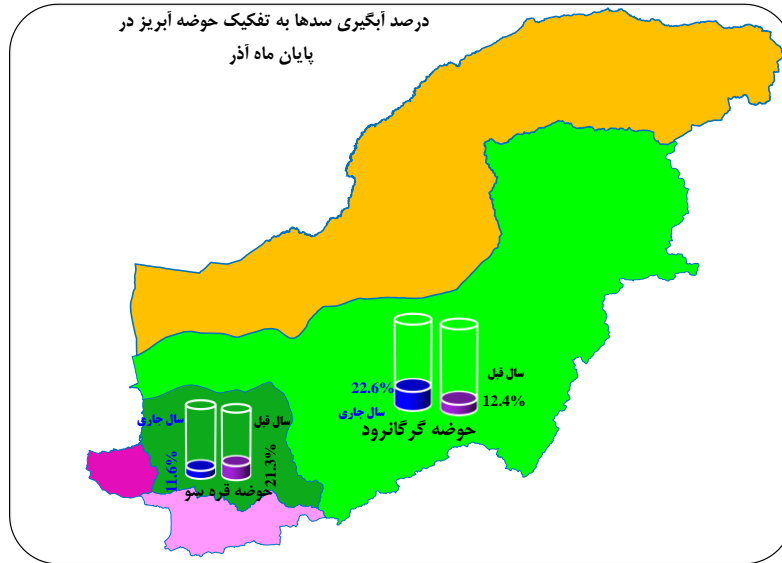 درصد آبگیری سدها به تفکیک حوضه آبریز در
پایان ماه آذر
سال قبل
22.6%
12.4%
سال جاری
حوضه گرگانرود
سال جاری
سال قبل
11.6%
21.3%
حوضه قره سو